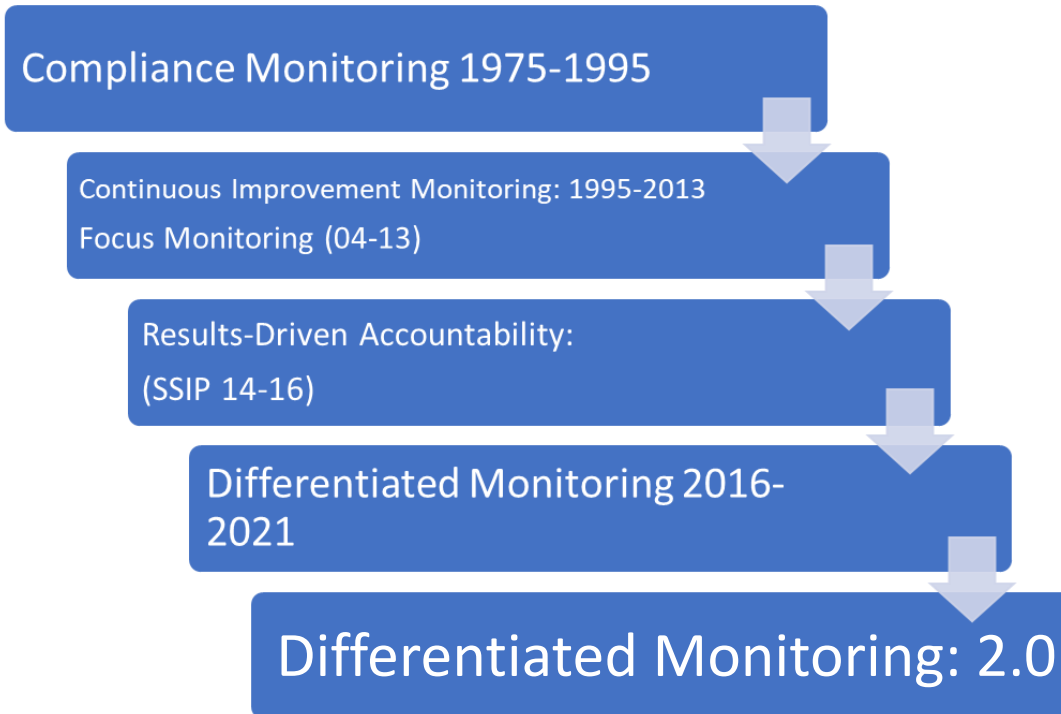 Compliance Monitoring 1975-1995
Continuous Improvement Monitoring: 1995-2013
Focus Monitoring (04-13)
Results-Driven Accountability:
(SSIP 14-16)
Differentiated Monitoring 2016-
2021
Differentiated Monitoring: 2.0